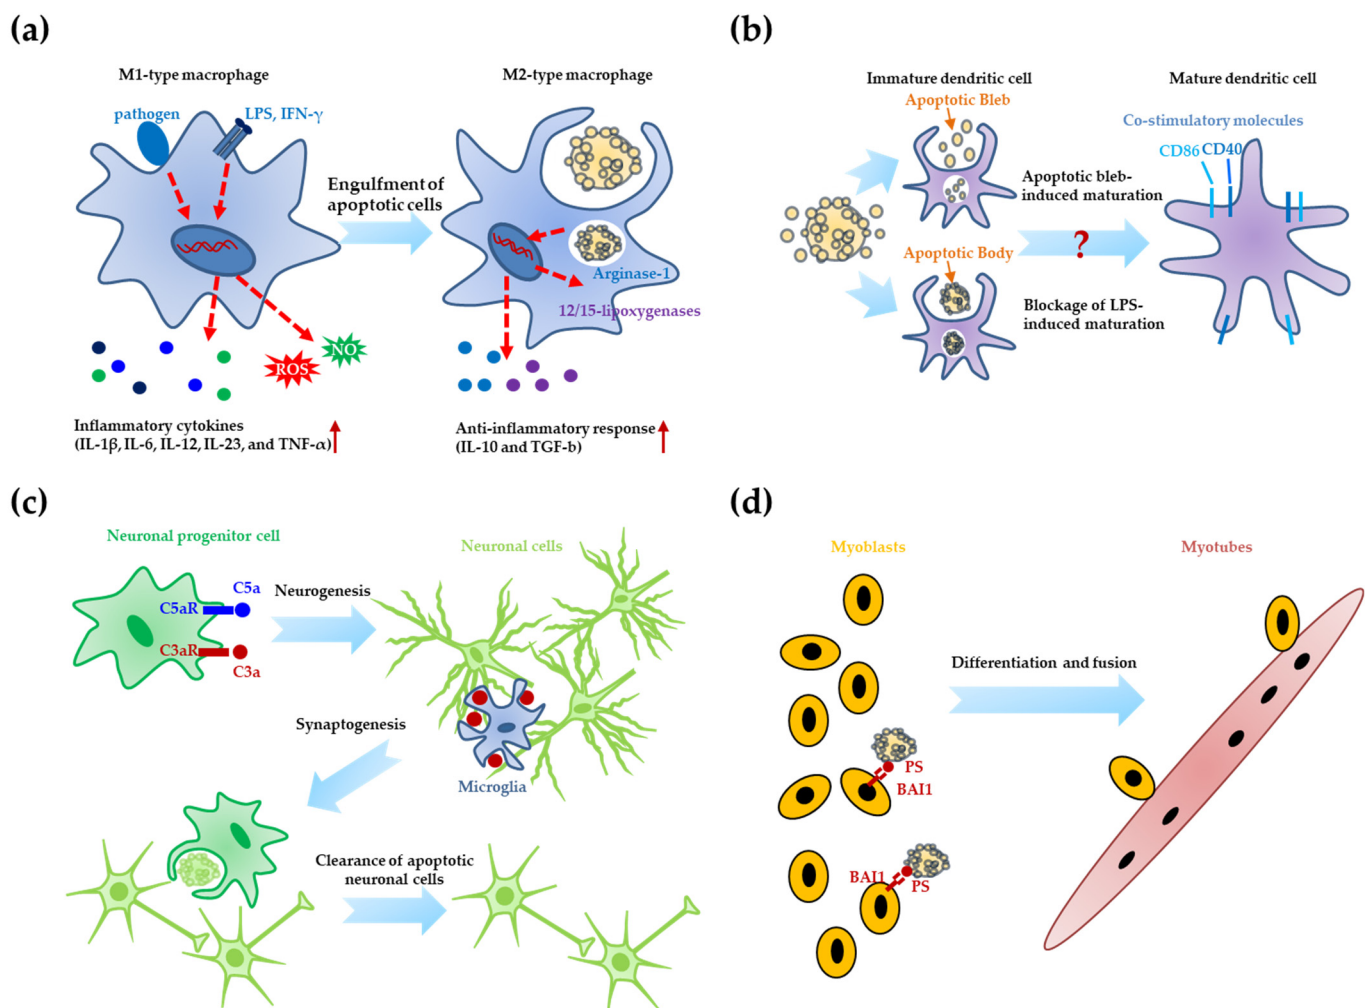 (a)
M1-type macrophage
M2-type macrophage
pathogen
LPS, IFN-γ
Engulfment of
apoptotic cells
Arginase-1
12/15-lipoxygenases
ROS
NO
Inflammatory cytokines
(IL-1β, IL-6, IL-12, IL-23, and TNF-α)
Anti-inflammatory response
(IL-10 and TGF-b)
(b)
Immature dendritic cell
Mature dendritic cell
Apoptotic Bleb
Co-stimulatory molecules
CD86
CD40
Apoptotic bleb-
induced maturation
?
Apoptotic Body
Blockage of LPS-
induced maturation
(c)
Neuronal progenitor cell
Neuronal cells
C5a
C5aR
C3aR
C3a
Neurogenesis
Synaptogenesis
Microglia
Clearance of apoptotic
neuronal cells
(d)
Myoblasts
Myotubes
Differentiation and fusion
PS
BAI1
BAI1
PS